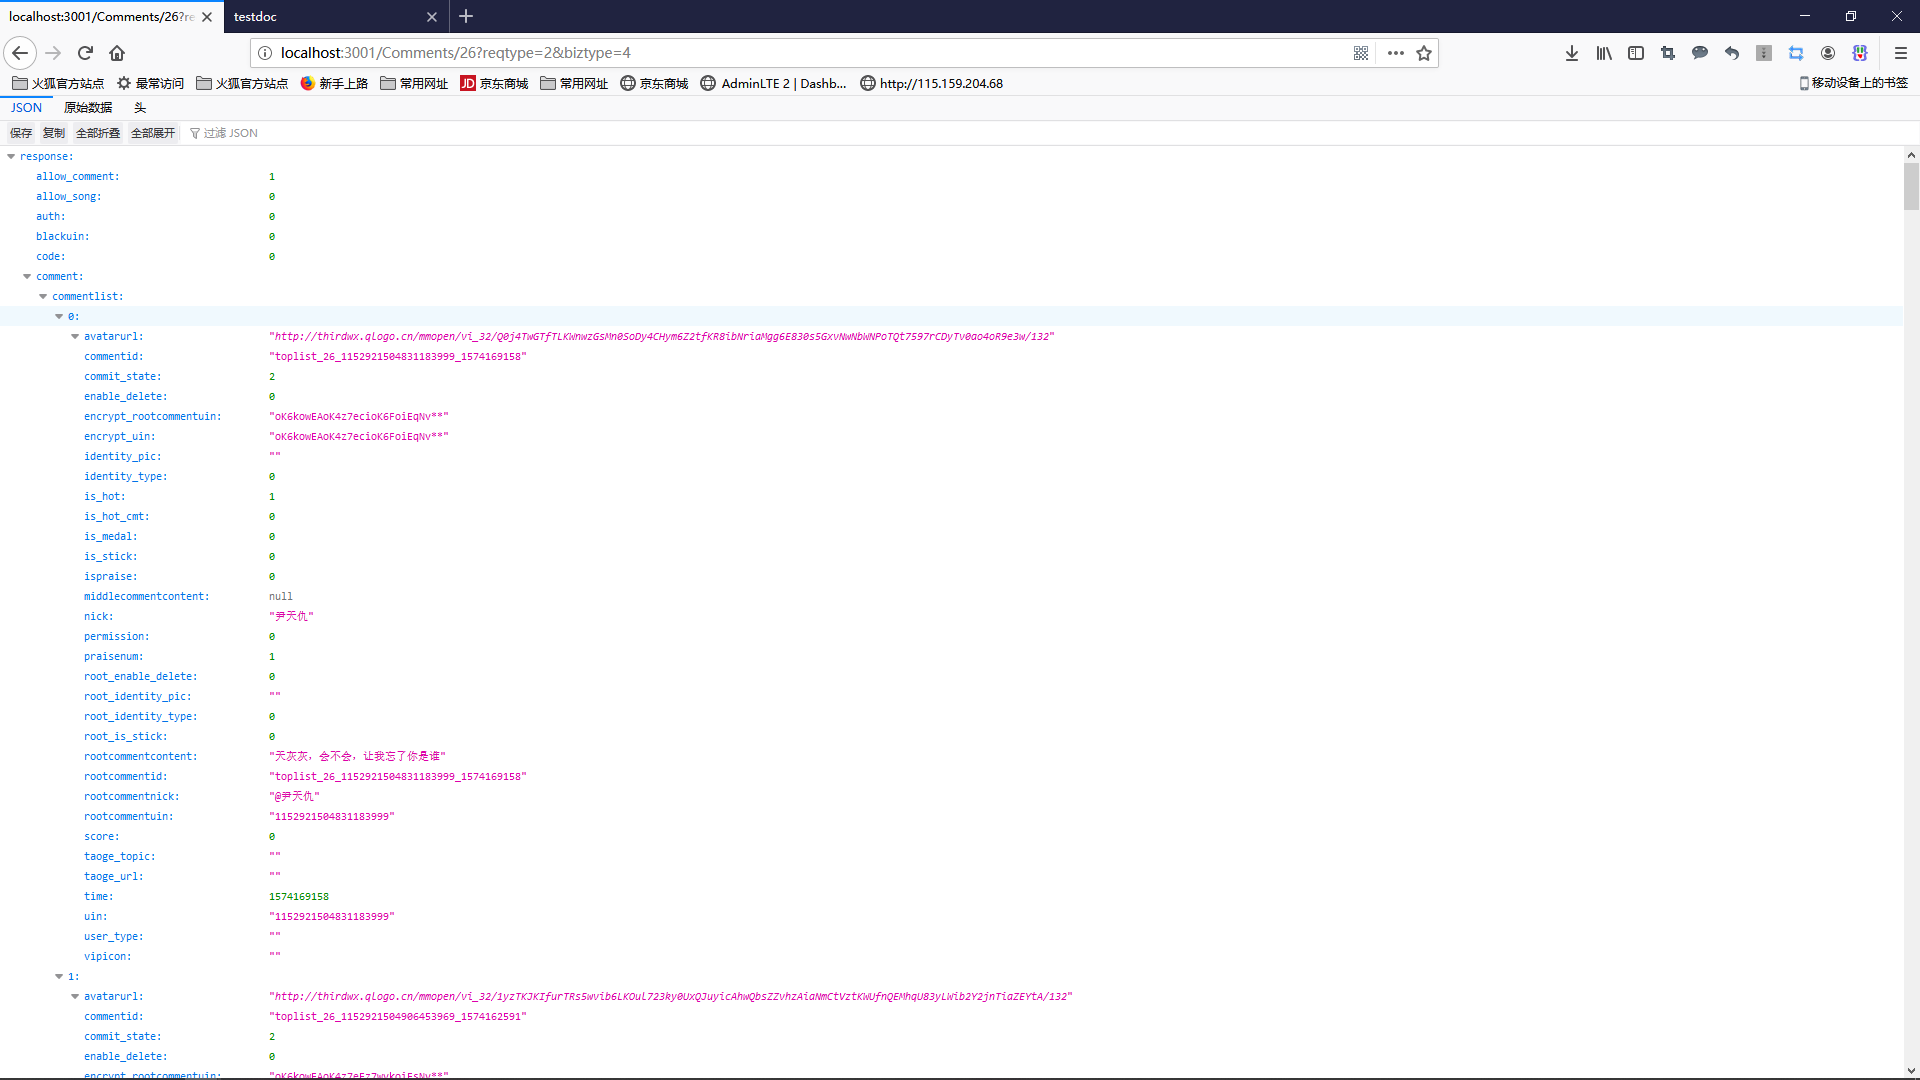 localhost:3001/Comments/26?re
testdoc
localhost:3001/Comments/26?reqtype=2&biztype=4
火狐官方站点 最常访问 火狐官方站点 新手上路 常用网址 JD 京东商城 常用网址 京东商城 AdminLTE 2 | Dashb... http://115.159.204.68 移动设备上的书签
JSON 原始数据 头
保存 复制 全部折叠 全部展开 过滤 JSON
response:
allow_comment: 1
allow_song: 0
auth: 0
blackuin: 0
code: 0
comment:
commentlist:
0:
avatarurl: "http://thirdwx.qlogo.cn/mmopen/vi_32/Q0j4TwGTfTLKWnwzGsMn0SoDy4CHym6Z2tfKR8ibNriaMgg6E830s5GxvNwNbWNPoTQt7597rCDyTv0ao4oR9e3w/132"
commentid: "toplist_26_1152921504831183999_1574169158"
commit_state: 2
enable_delete: 0
encrypt_rootcommentuin: "oK6kowEAoK4z7ecioK6FoiEqNv**"
encrypt_uin: "oK6kowEAoK4z7ecioK6FoiEqNv**"
identity_pic: ""
identity_type: 0
is_hot: 1
is_hot_cmt: 0
is_medal: 0
is_stick: 0
ispraise: 0
middlecommentcontent: null
nick: "尹天仇"
permission: 0
praisenum: 1
root_enable_delete: 0
root_identity_pic: ""
root_identity_type: 0
root_is_stick: 0
rootcommentcontent: "天灰灰，会不会，让我忘了你是谁"
rootcommentid: "toplist_26_1152921504831183999_1574169158"
rootcommentnick: "@尹天仇"
rootcommentuin: "1152921504831183999"
score: 0
taoge_topic: ""
taoge_url: ""
time: 1574169158
uin: "1152921504831183999"
user_type: ""
vipicon: ""
1:
avatarurl: "http://thirdwx.qlogo.cn/mmopen/vi_32/1yzTKJKIfurTRs5wvib6LKOul723ky0UxQJuyicAhwQbsZZvhzAiaNmCtVztKWUfnQEMhqU83yLWib2Y2jnTiaZEYtA/132"
commentid: "toplist_26_1152921504906453969_1574162591"
commit_state: 2
enable_delete: 0
encrypt_rootcommentuin: "oK6kowEAoK4z7eEz7wvkoiEsNv**"